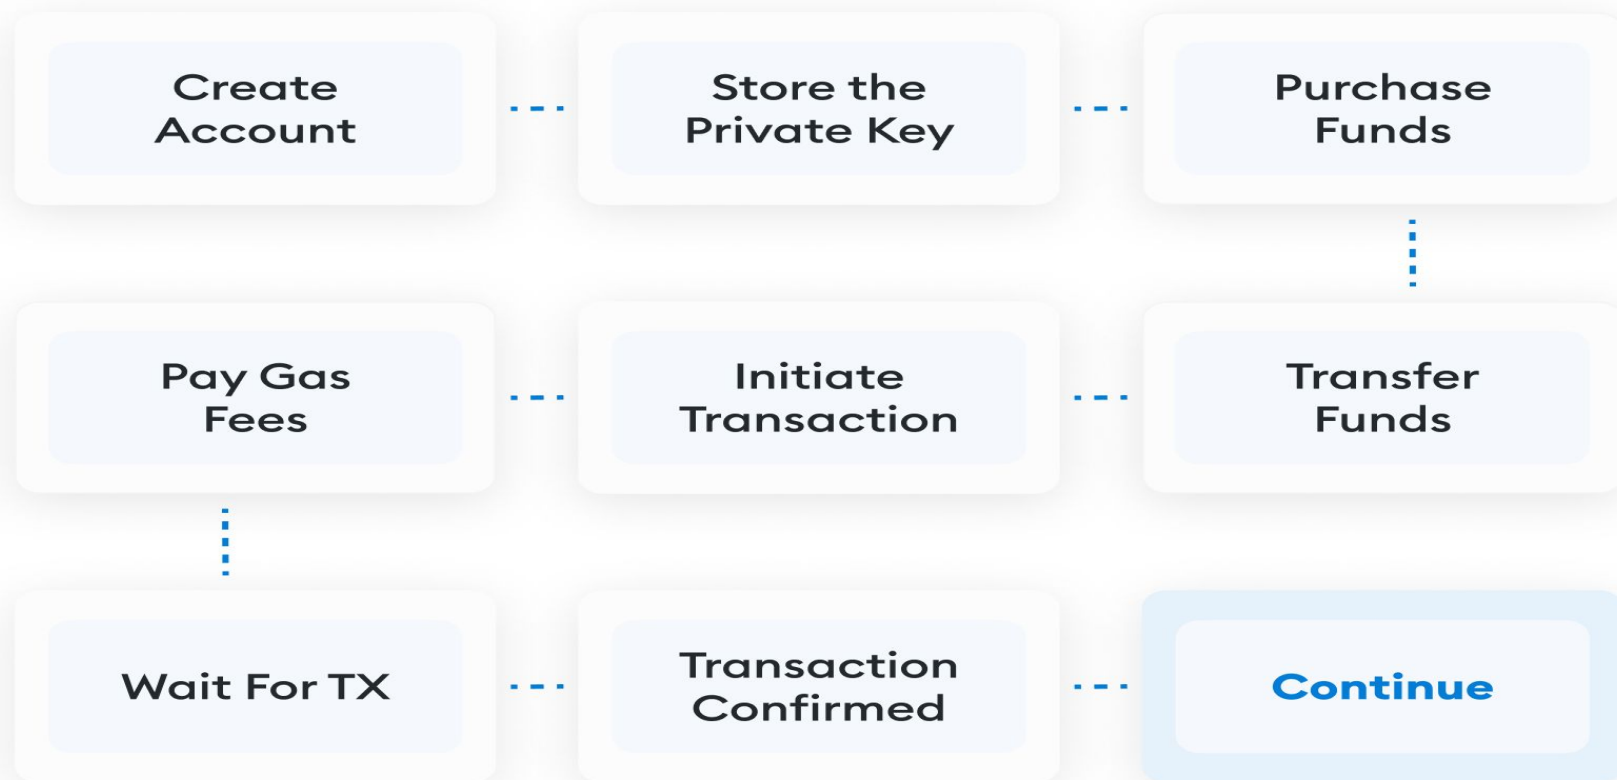 Create
Account
Store the
Private Key
Purchase
Funds
Pay Gas
Fees
Initiate
Transaction
Transfer
Funds
Wait For TX
Transaction
Confirmed
Continue